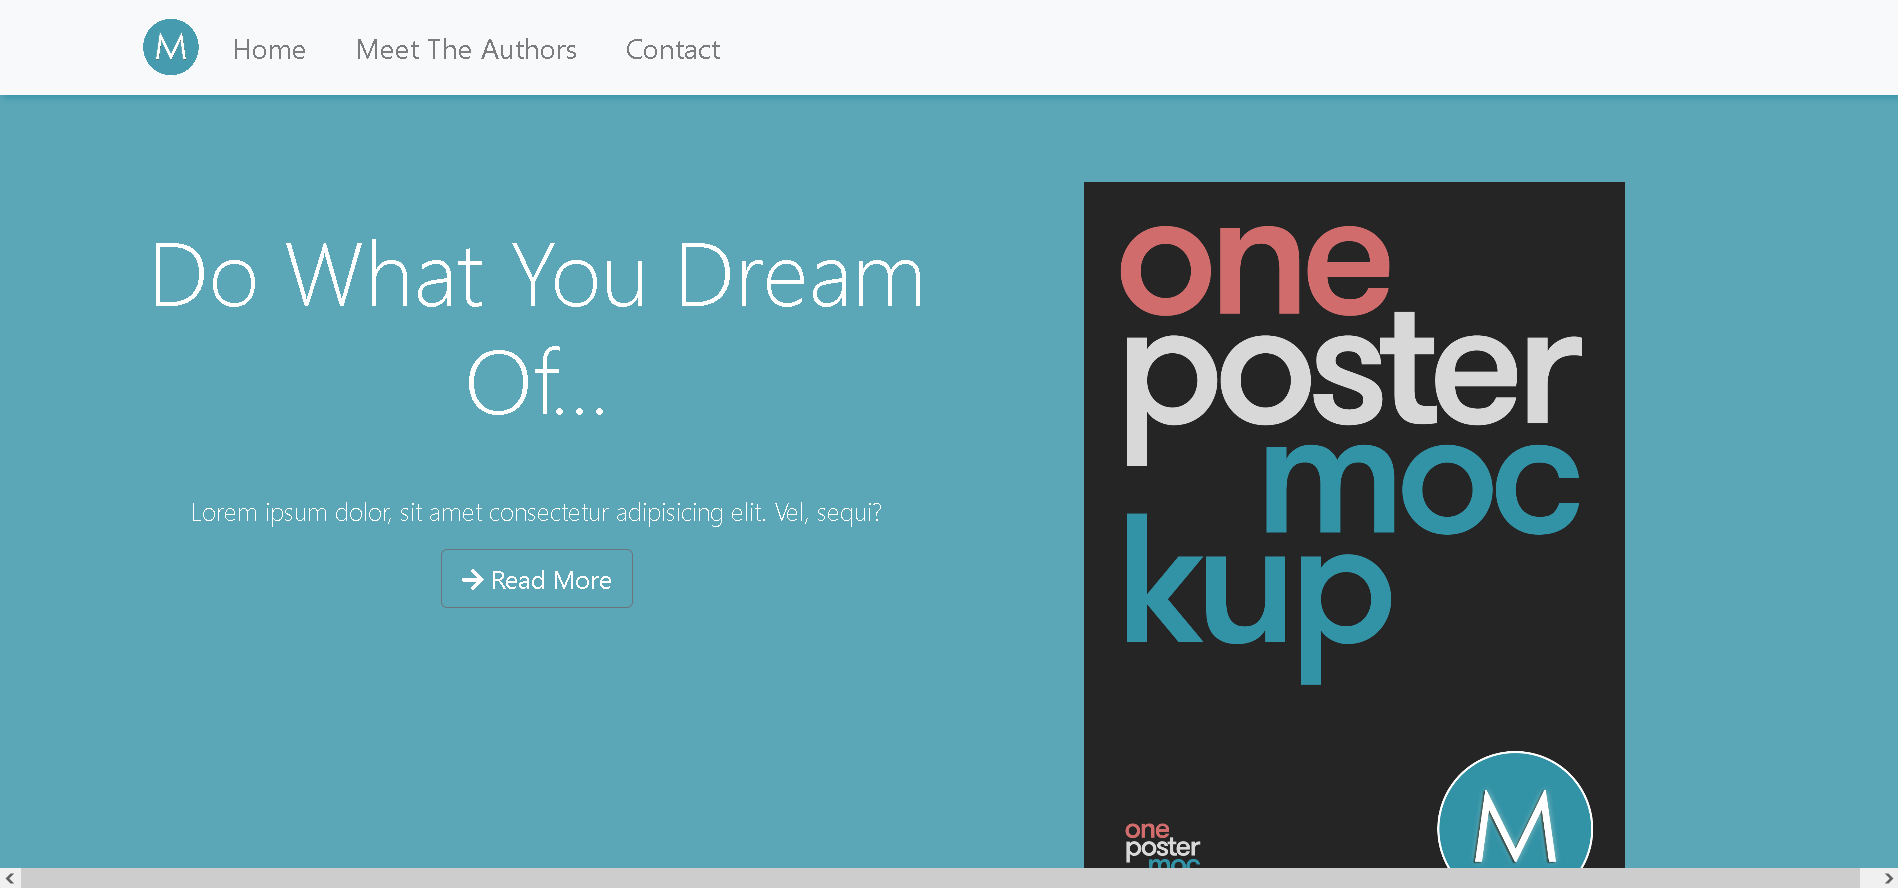 M
Home
Meet The Authors
Contact
Do What You Dream
Of...
Lorem ipsum dolor, sit amet consectetur adipisicing elit. Vel, sequi?
Read More
one
poster
moc
kup
M
one
poster
moc